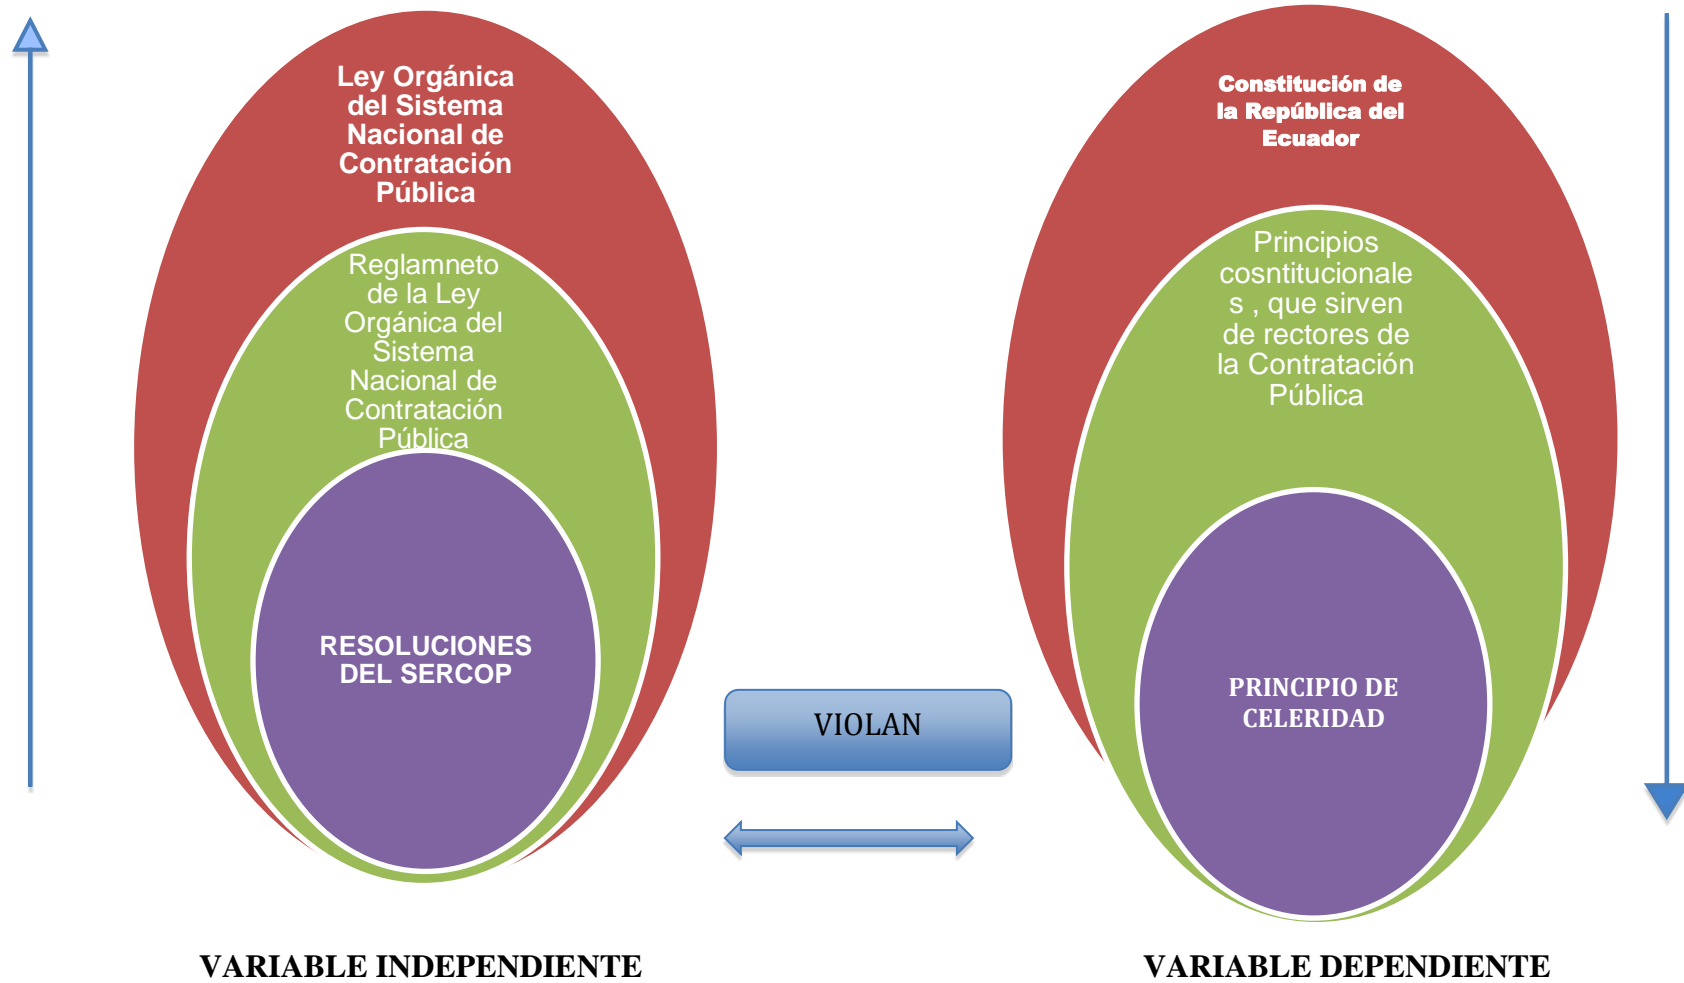 Ley Orgánica
del Sistema
Nacional de
Contratación
Pública
Reglamneto
de la Ley
Orgánica del
Sistema
Nacional de
Contratación
Pública
RESOLUCIONES
DEL SERCOP
VIOLAN
Constitución de
la República del
Ecuador
Principios
cosntitucionale
s , que sirven
de rectores de
la Contratación
Pública
PRINCIPIO DE
CELERIDAD
VARIABLE INDEPENDIENTE
VARIABLE DEPENDIENTE